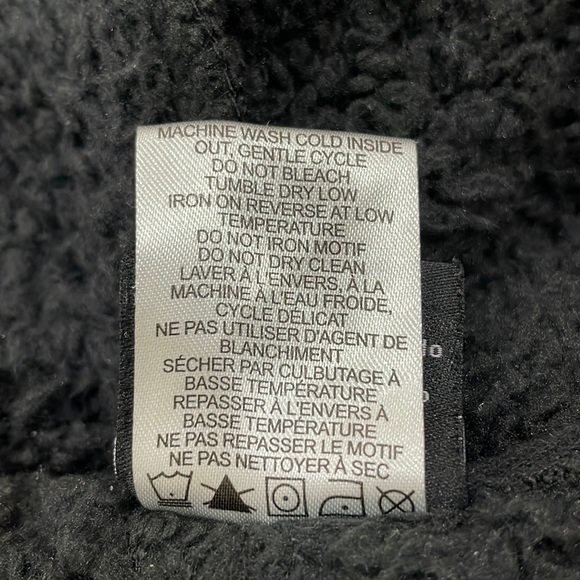 MACHINE WASH COLD INSIDE
OUT, GENTLE CYCLE
DO NOT BLEACH
TUMBLE DRY LOW
IRON ON REVERSE AT LOW
TEMPERATURE
DO NOT IRON MOTIF
DO NOT DRY CLEAN
LAVER À L'ENVERS, À LA
MACHINE À L'EAU FROIDE,
CYCLE DÉLICAT
NE PAS UTILISER D'AGENT DE
BLANCHIMENT
SÉCHER PAR CULBUTAGE À
BASSE TEMPÉRATURE
REPASSER À L'ENVERS À
BASSE TEMPÉRATURE
NE PAS REPASSER LE MOTIF
NE PAS NETTOYER À SEC